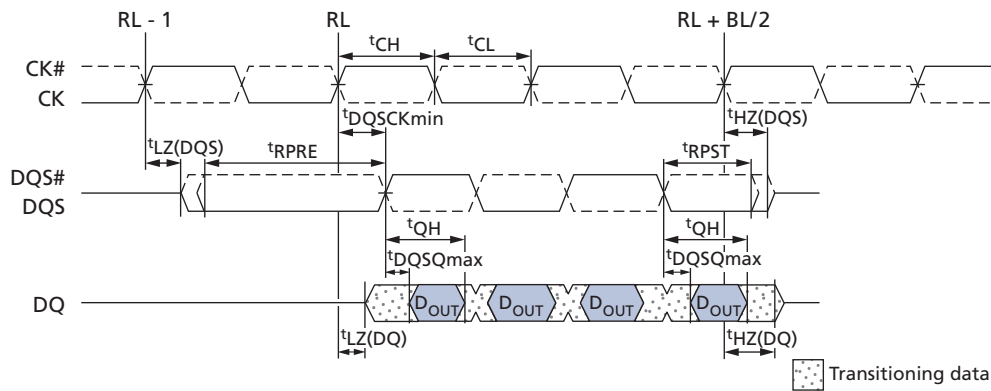 RL - 1
RL
RL + BL/2
tCH
tCL
CK#
CK
tDQSCKmin
tHZ(DQS)
tLZ(DQS)
tRPRE
tRPST
DQS#
DQS
tQH
tQH
tDQSQmax
tDQSQmax
DQ
DOUT
DOUT
DOUT
DOUT
tLZ(DQ)
tHZ(DQ)
Transitioning data